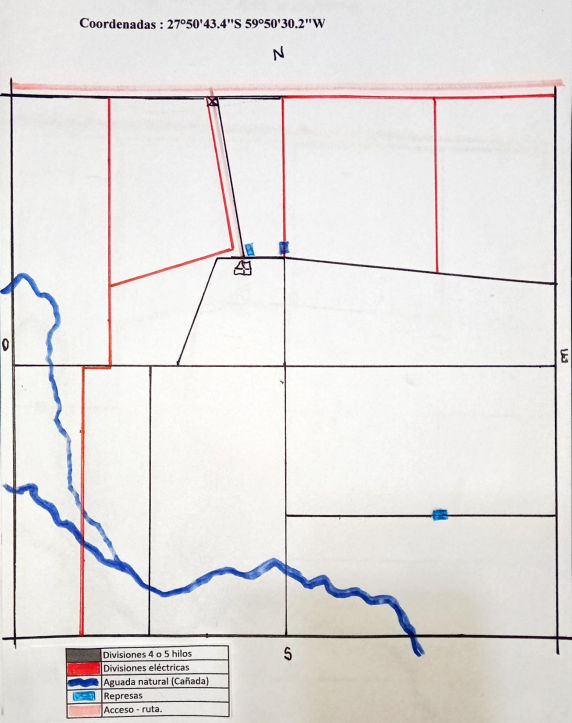 Coordenadas : 27°50'43.4"S 59°50'30.2"W
N
O
E
S
Divisiones 4 o 5 hilos
Divisiones eléctricas
Aguada natural (Cañada)
Represas
Acceso - ruta.